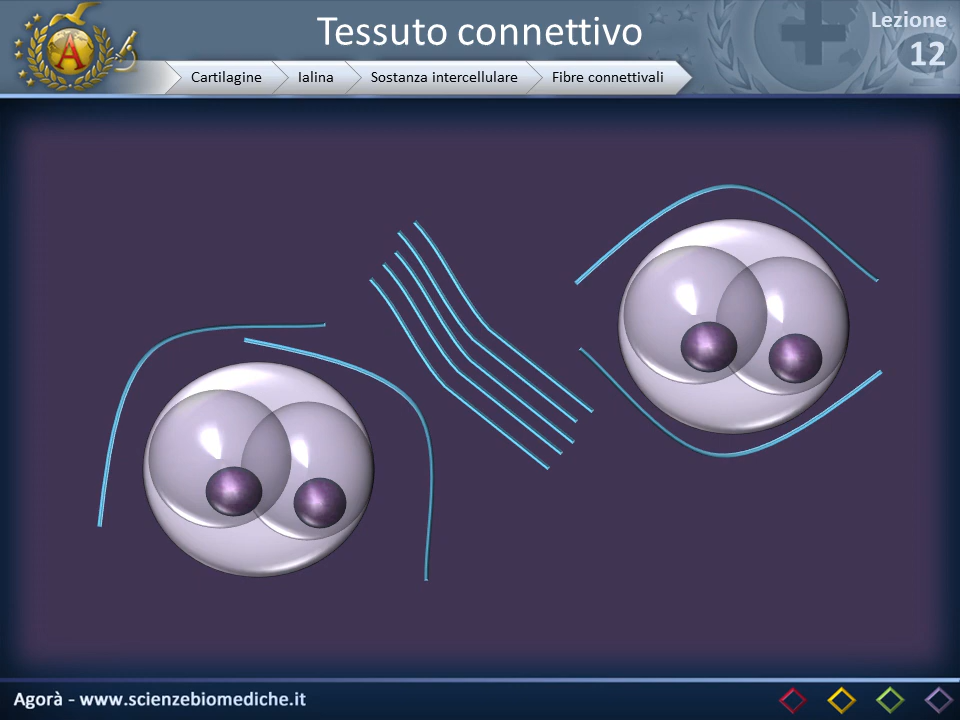 Tessuto connettivo
Lezione
12
A
Cartilagine
Ialina
Sostanza intercellulare
Fibre connettivali
Agorà - www.scienzebiomediche.it